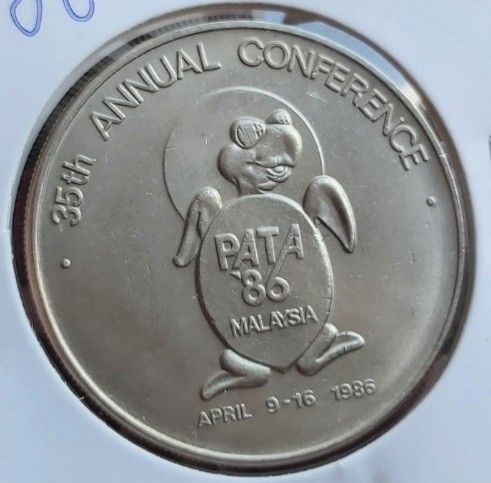 35th ANNUAL CONFERENCE
PATA
'86
MALAYSIA
APRIL 9-16 1986